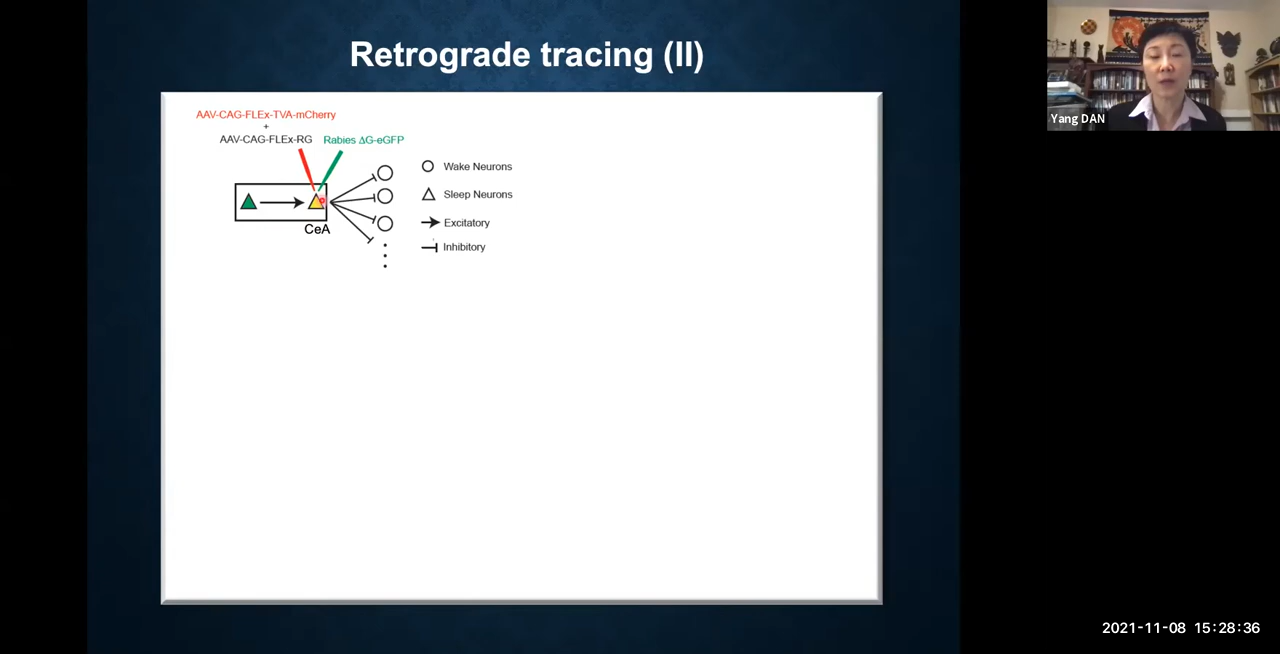 Retrograde tracing (II)
AAV-CAG-FLEx-TVA-mCherry
+
AAV-CAG-FLEx-RG
Rabies ΔG-eGFP
CeA
Wake Neurons
Sleep Neurons
Excitatory
Inhibitory
Yang DAN
2021-11-08 15:28:36